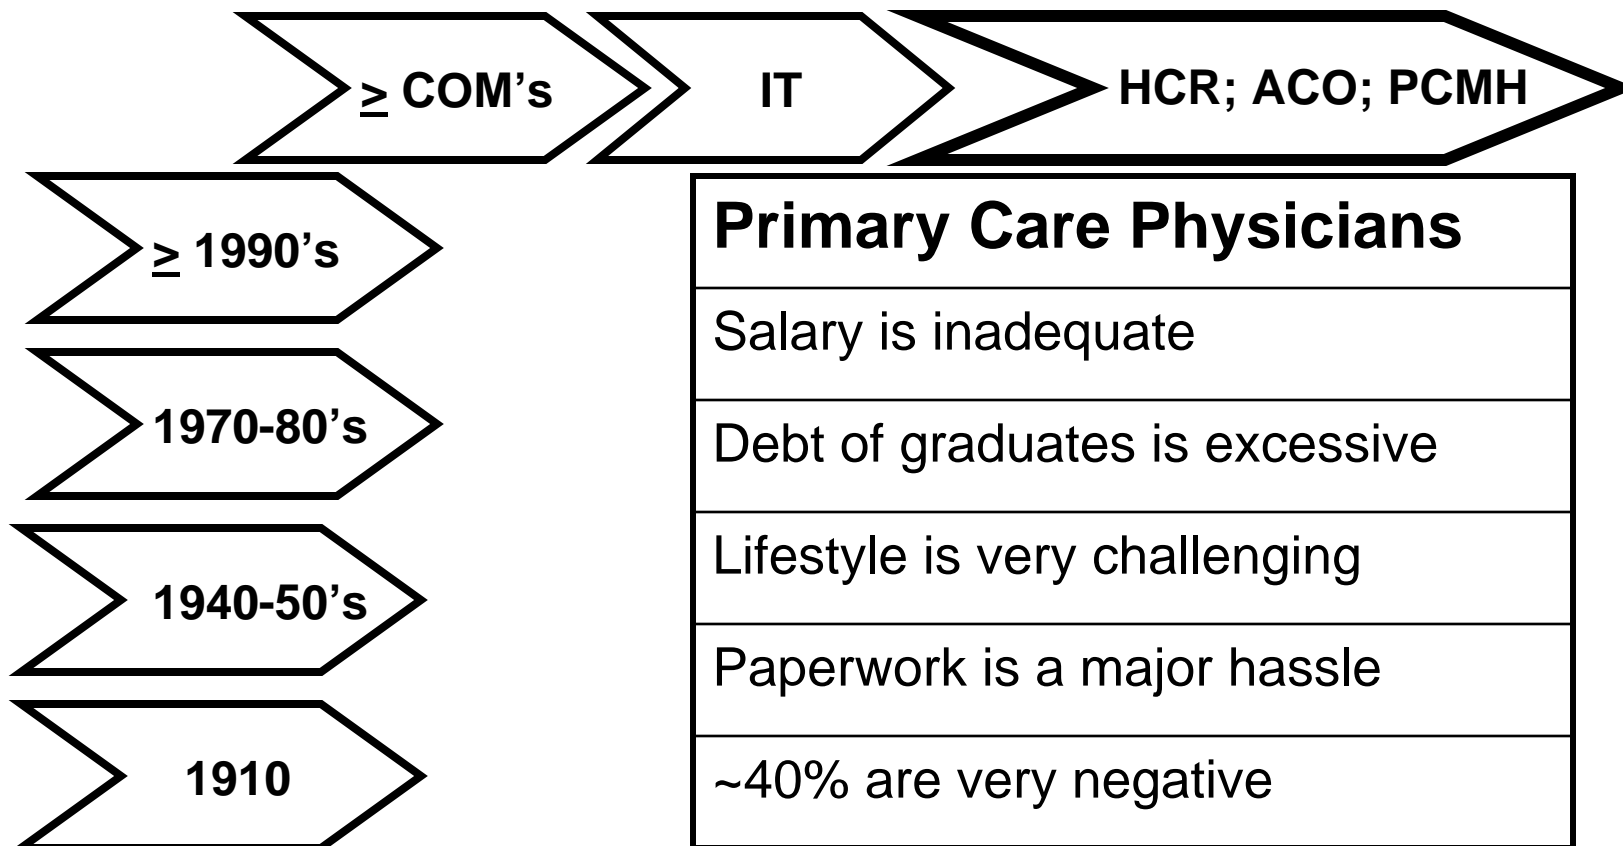 ≥ COM’s
IT
HCR; ACO; PCMH
≥ 1990’s
1970-80’s
1940-50’s
1910
Primary Care Physicians
Salary is inadequate
Debt of graduates is excessive
Lifestyle is very challenging
Paperwork is a major hassle
~40% are very negative